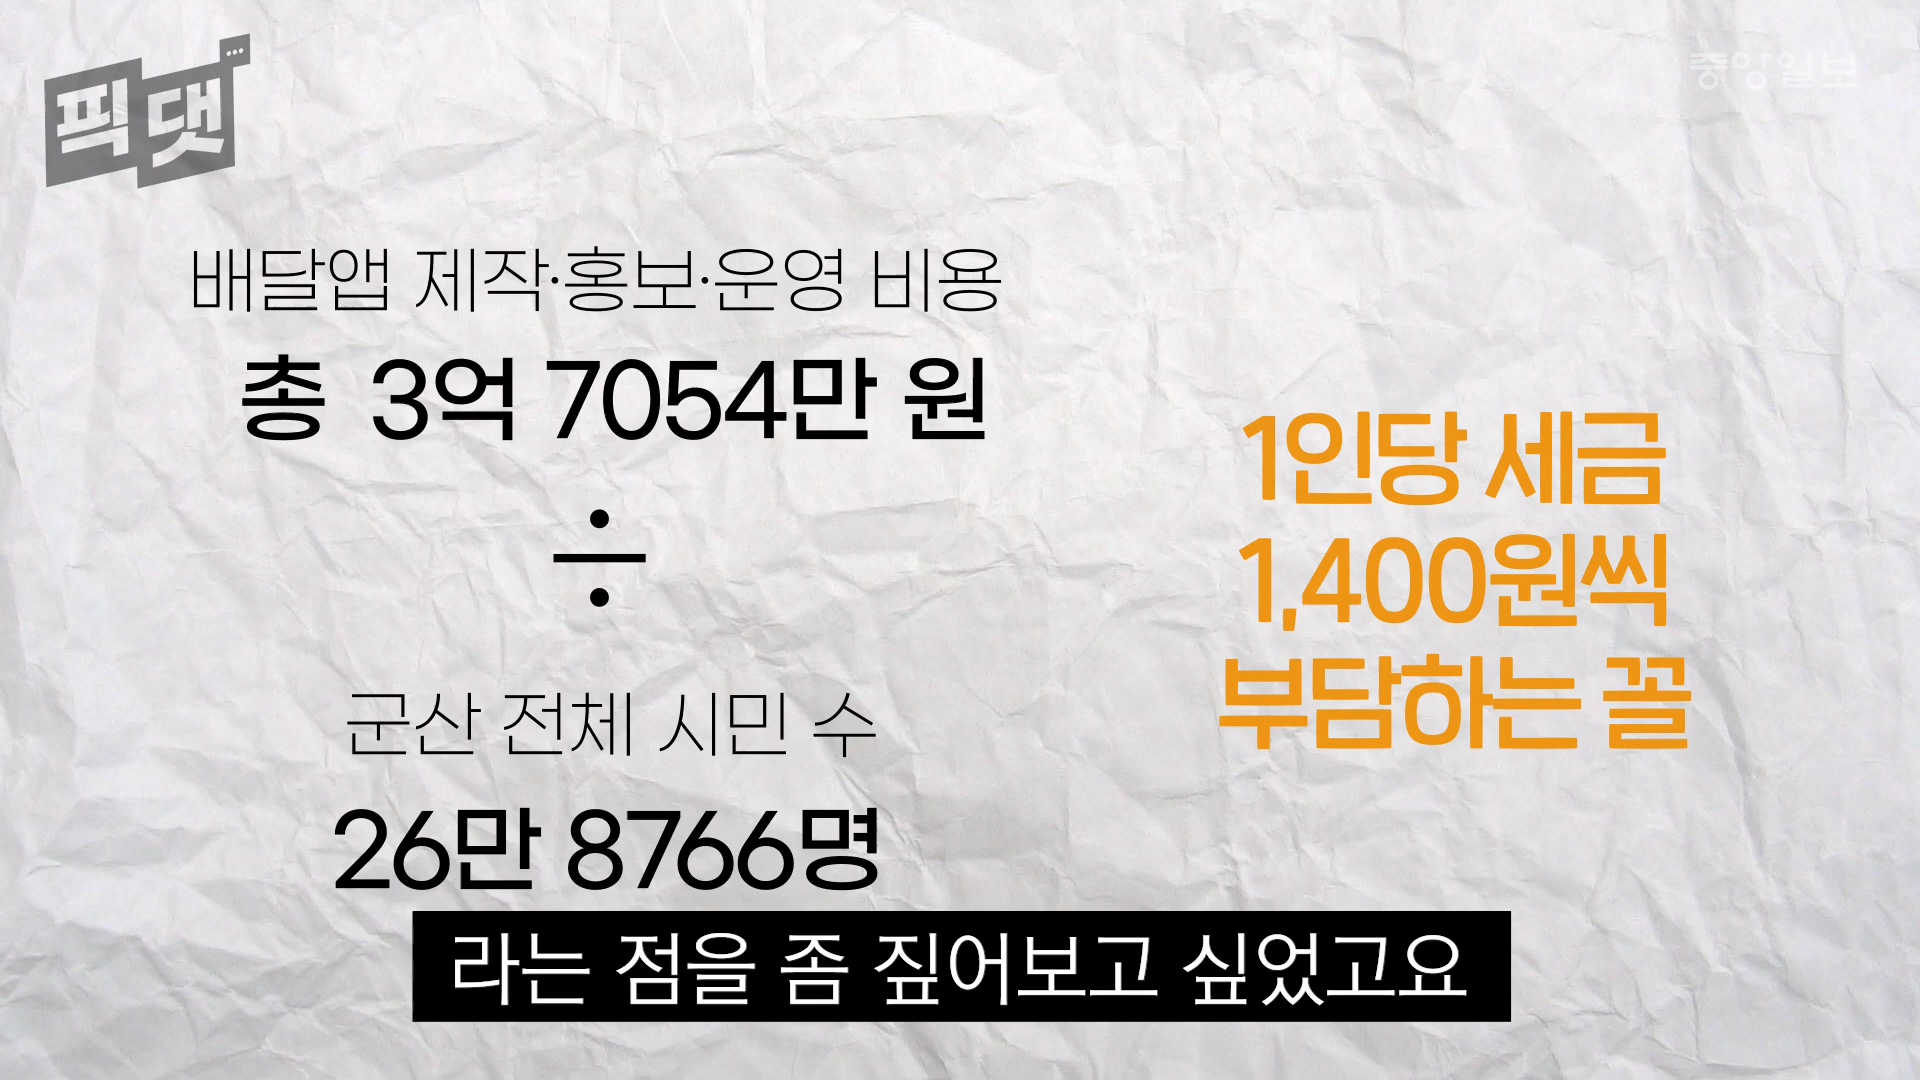 픽댓
중앙일보
배달앱 제작·홍보·운영 비용
총 3억 7054만 원
÷
군산 전체 시민 수
26만 8766명
1인당 세금
1,400원씩
부담하는 꼴
라는 점을 좀 짚어보고 싶었고요